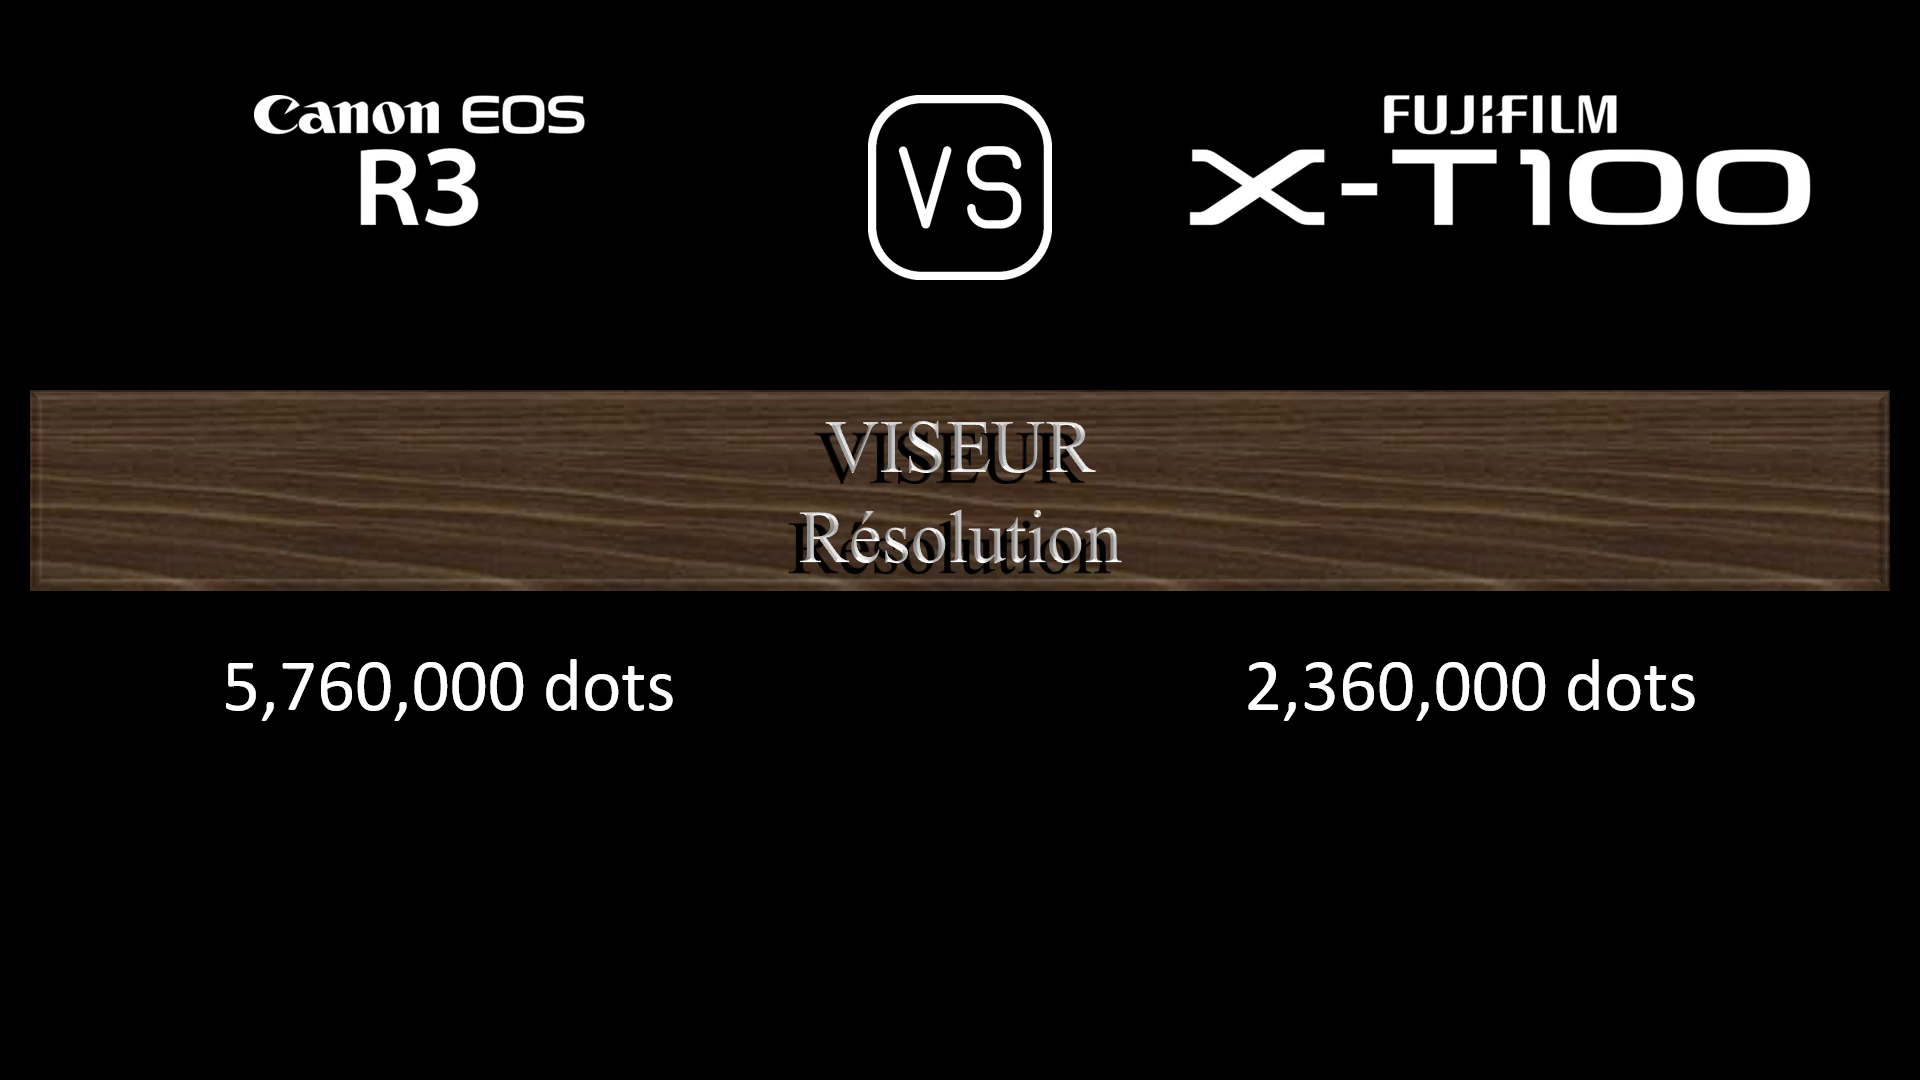 Canon EOS
R3
VS
FUJIFILM
X-T100
VISEUR
Résolution
5,760,000 dots
2,360,000 dots